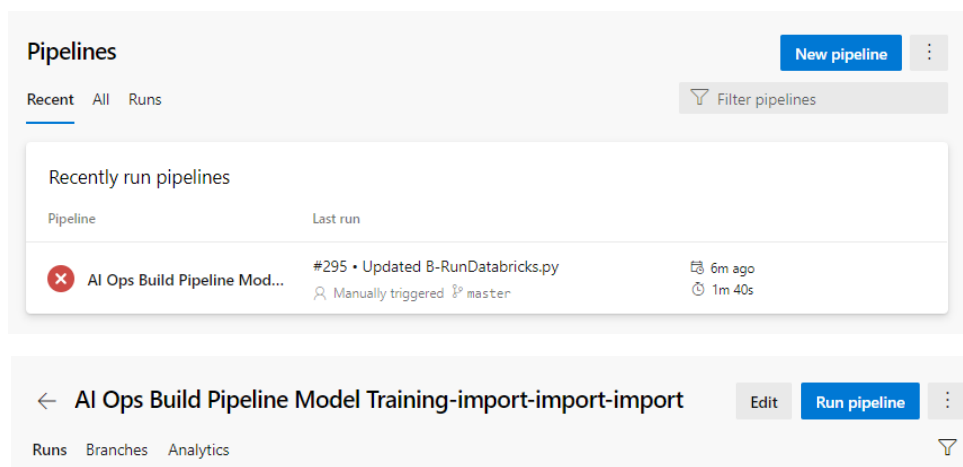 Pipelines
New pipeline
Recent All Runs
Filter pipelines
Recently run pipelines
Pipeline Last run
AI Ops Build Pipeline Mod...
#295 • Updated B-RunDatabricks.py
Manually triggered master
6m ago
1m 40s
AI Ops Build Pipeline Model Training-import-import-import
Edit
Run pipeline
Runs Branches Analytics